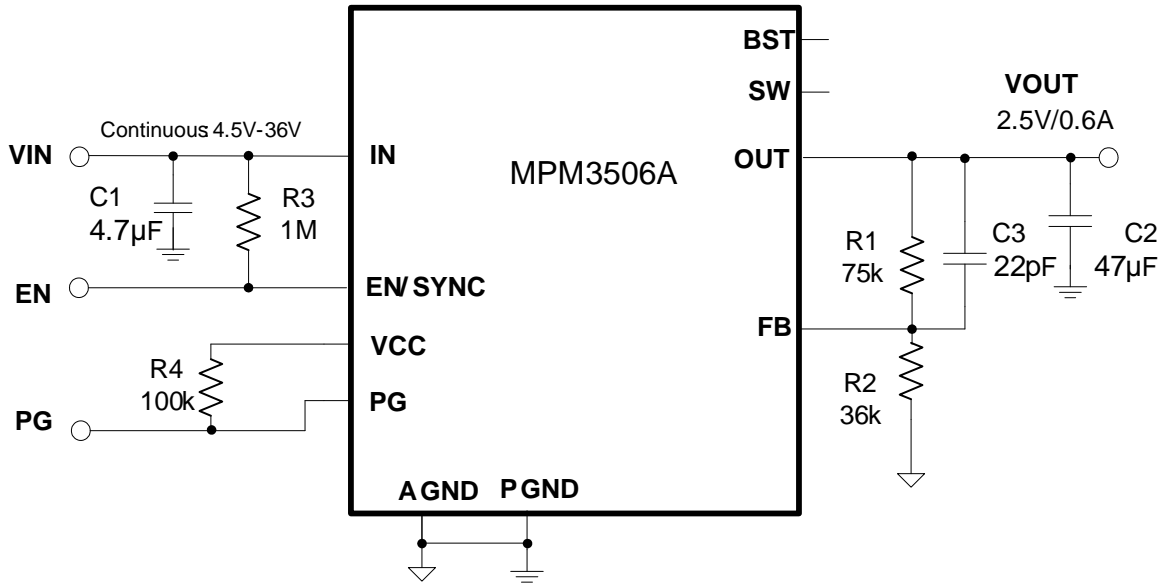 BST
SW
VOUT
2.5V/0.6A
Continuous: 4.5V-36V
VIN
IN
MPM3506A
OUT
C1
4.7µF
R3
1M
R1
75k
C3
22pF
C2
47µF
EN
EN/SYNC
FB
VCC
R4
100k
PG
PG
R2
36k
AGND
PGND